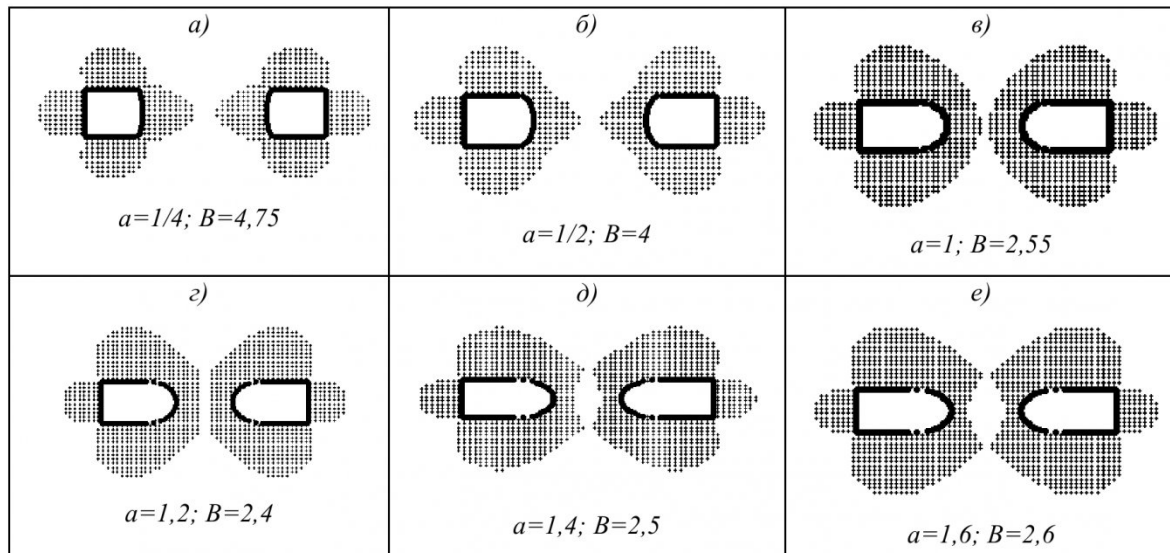 а)
a=1/4; B=4,75
б)
a=1/2; B=4
в)
a=1; B=2,55
г)
a=1,2; B=2,4
д)
a=1,4; B=2,5
е)
a=1,6; B=2,6